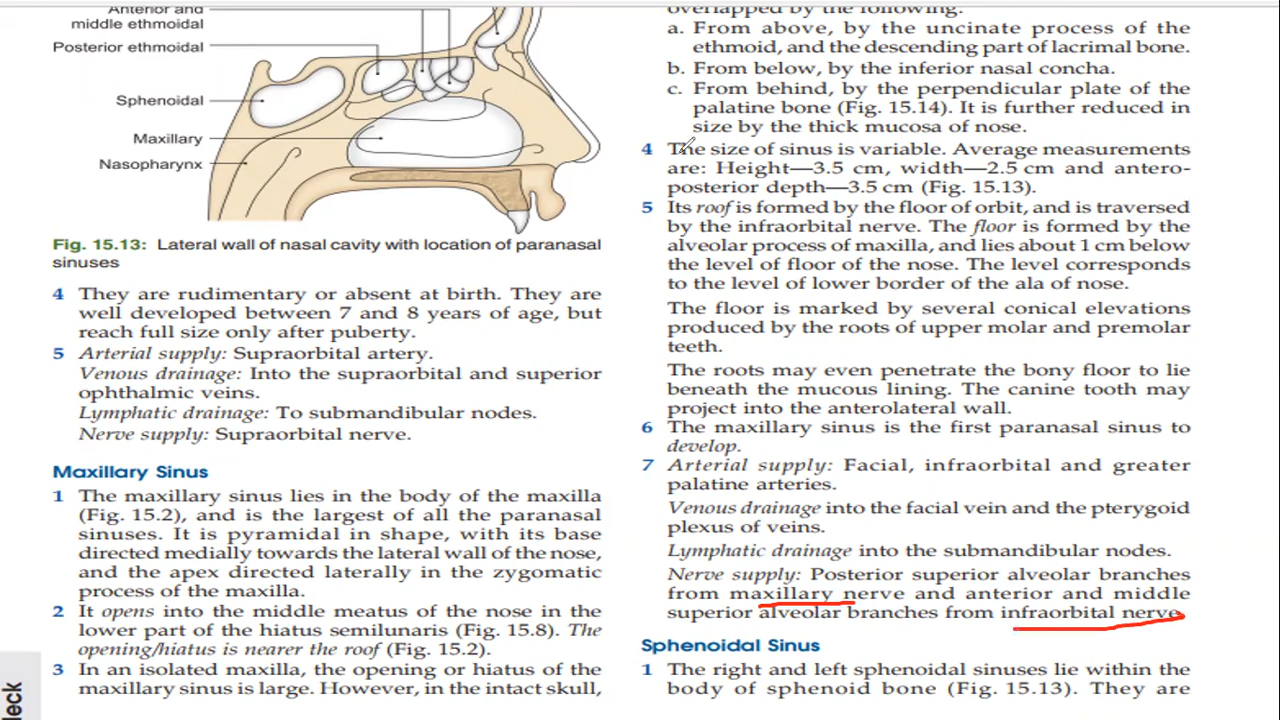 Anterior and
middle ethmoidal
Posterior ethmoidal
Sphenoidal
Maxillary
Nasopharynx
Fig. 15.13: Lateral wall of nasal cavity with location of paranasal
sinuses
4 They are rudimentary or absent at birth. They are
well developed between 7 and 8 years of age, but
reach full size only after puberty.
5 Arterial supply: Supraorbital artery.
Venous drainage: Into the supraorbital and superior
ophthalmic veins.
Lymphatic drainage: To submandibular nodes.
Nerve supply: Supraorbital nerve.
Maxillary Sinus
1 The maxillary sinus lies in the body of the maxilla
(Fig. 15.2), and is the largest of all the paranasal
sinuses. It is pyramidal in shape, with its base
directed medially towards the lateral wall of the nose,
and the apex directed laterally in the zygomatic
process of the maxilla.
2 It opens into the middle meatus of the nose in the
lower part of the hiatus semilunaris (Fig. 15.8). The
opening/hiatus is nearer the roof (Fig. 15.2).
3 In an isolated maxilla, the opening or hiatus of the
maxillary sinus is large. However, in the intact skull,
overlapped by the following:
a. From above, by the uncinate process of the
ethmoid, and the descending part of lacrimal bone.
b. From below, by the inferior nasal concha.
c. From behind, by the perpendicular plate of the
palatine bone (Fig. 15.14). It is further reduced in
size by the thick mucosa of nose.
4 The size of sinus is variable. Average measurements
are: Height—3.5 cm, width—2.5 cm and antero-
posterior depth—3.5 cm (Fig. 15.13).
5 Its roof is formed by the floor of orbit, and is traversed
by the infraorbital nerve. The floor is formed by the
alveolar process of maxilla, and lies about 1 cm below
the level of floor of the nose. The level corresponds
to the level of lower border of the ala of nose.
The floor is marked by several conical elevations
produced by the roots of upper molar and premolar
teeth.
The roots may even penetrate the bony floor to lie
beneath the mucous lining. The canine tooth may
project into the anterolateral wall.
6 The maxillary sinus is the first paranasal sinus to
develop.
7 Arterial supply: Facial, infraorbital and greater
palatine arteries.
Venous drainage into the facial vein and the pterygoid
plexus of veins.
Lymphatic drainage into the submandibular nodes.
Nerve supply: Posterior superior alveolar branches
from maxillary nerve and anterior and middle
superior alveolar branches from infraorbital nerve.
Sphenoidal Sinus
1 The right and left sphenoidal sinuses lie within the
body of sphenoid bone (Fig. 15.13). They are